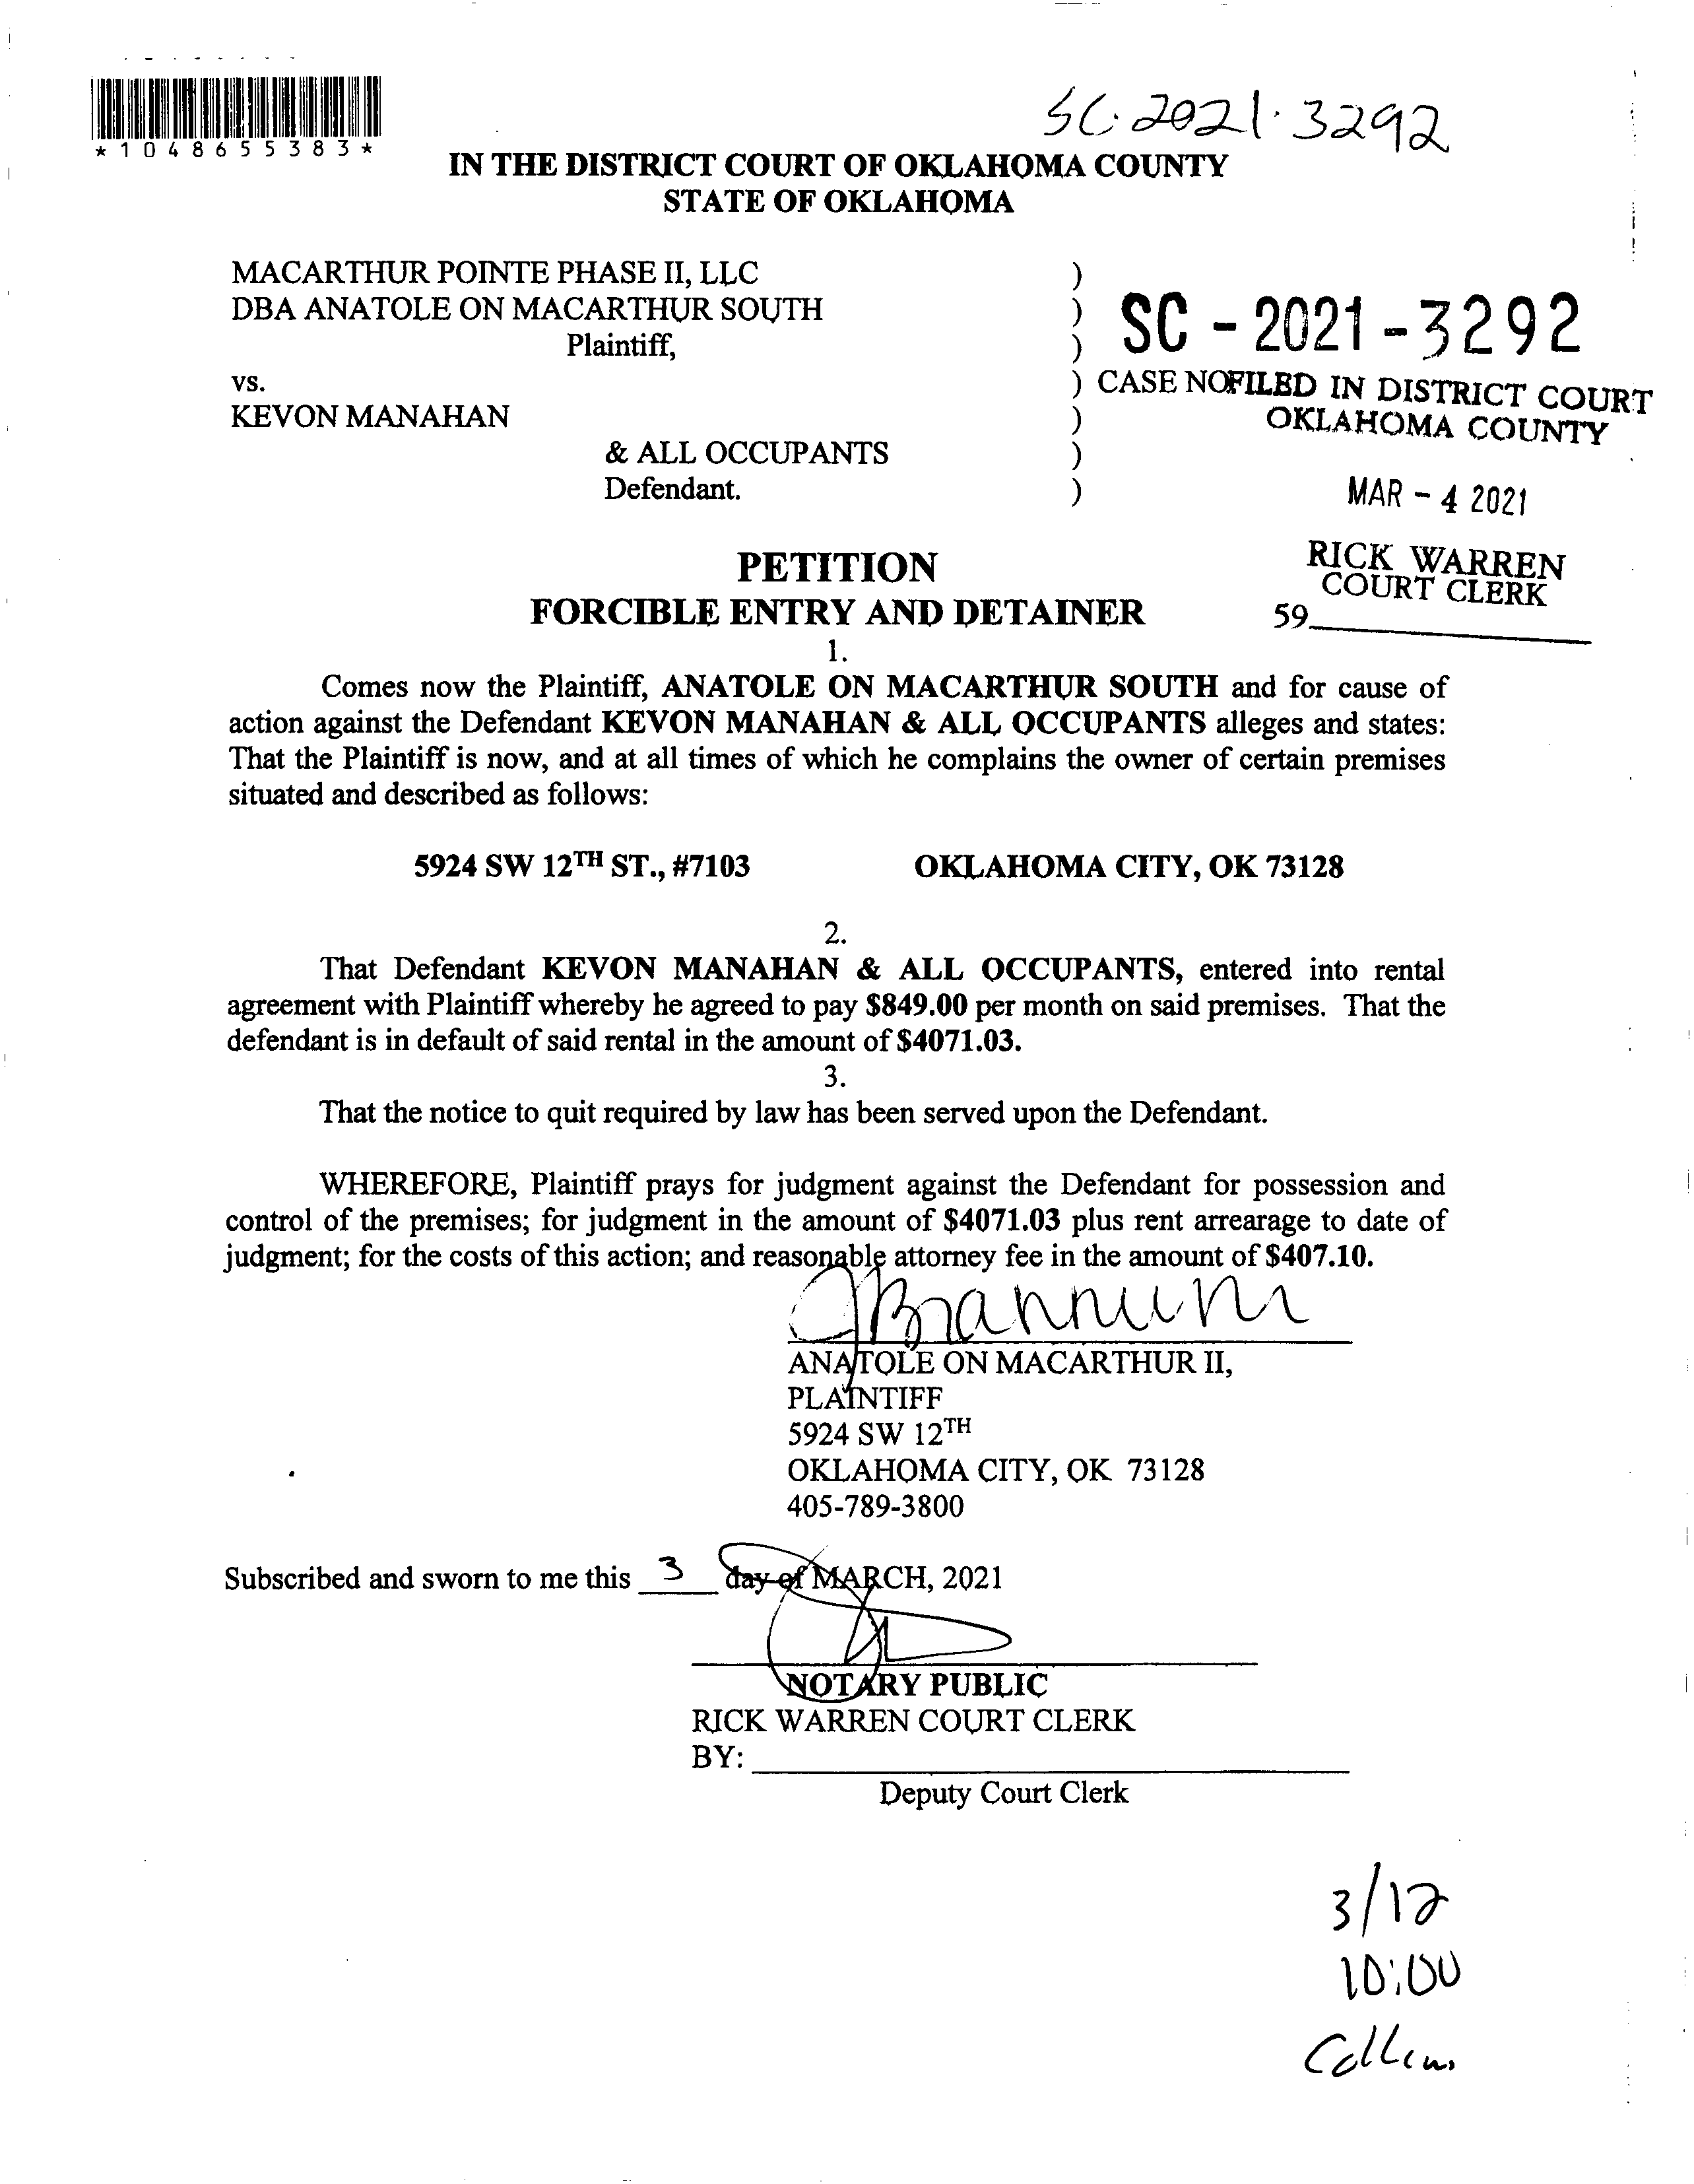 SC-2021-3292
*1048655383*
IN THE DISTRICT COURT OF OKLAHOMA COUNTY
STATE OF OKLAHOMA
MACARTHUR POINTE PHASE II, LLC )
DBA ANATOLE ON MACARTHUR SOUTH )
Plaintiff, )
SC - 2021 - 3292
vs. ) CASE NO
KEVON MANAHAN )
& ALL OCCUPANTS )
Defendant. )
FILED IN DISTRICT COURT
OKLAHOMA COUNTY
MAR - 4 2021
RICK WARREN
COURT CLERK
59
PETITION
FORCIBLE ENTRY AND DETAINER
1.
Comes now the Plaintiff, ANATOLE ON MACARTHUR SOUTH and for cause of
action against the Defendant KEVON MANAHAN & ALL OCCUPANTS alleges and states:
That the Plaintiff is now, and at all times of which he complains the owner of certain premises
situated and described as follows:
5924 SW 12TH ST., #7103 OKLAHOMA CITY, OK 73128
2.
That Defendant KEVON MANAHAN & ALL OCCUPANTS, entered into rental
agreement with Plaintiff whereby he agreed to pay $849.00 per month on said premises. That the
defendant is in default of said rental in the amount of $4071.03.
3.
That the notice to quit required by law has been served upon the Defendant.
WHEREFORE, Plaintiff prays for judgment against the Defendant for possession and
control of the premises; for judgment in the amount of $4071.03 plus rent arrearage to date of
judgment; for the costs of this action; and reasonable attorney fee in the amount of $407.10.
JBrannum
ANATOLE ON MACARTHUR II,
PLAINTIFF
5924 SW 12TH
OKLAHOMA CITY, OK 73128
405-789-3800
Subscribed and sworn to me this 3 day of MARCH, 2021
NOTARY PUBLIC
RICK WARREN COURT CLERK
BY:
Deputy Court Clerk
3/12
10:00
Collins